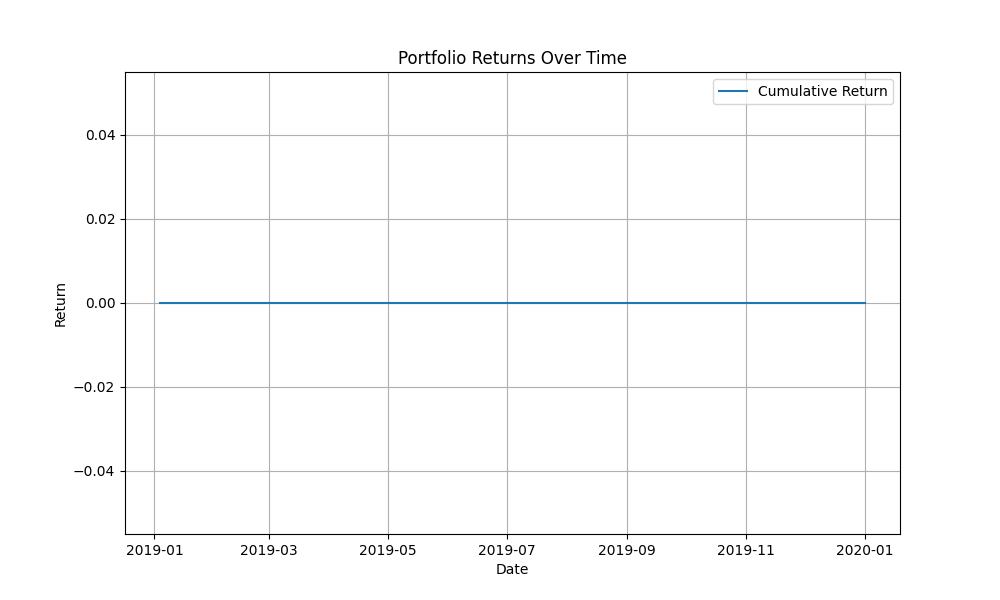 Portfolio Returns Over Time
Cumulative Return
0.04
0.02
0.00
−0.02
−0.04
Return
2019-01 2019-03 2019-05 2019-07 2019-09 2019-11 2020-01
Date